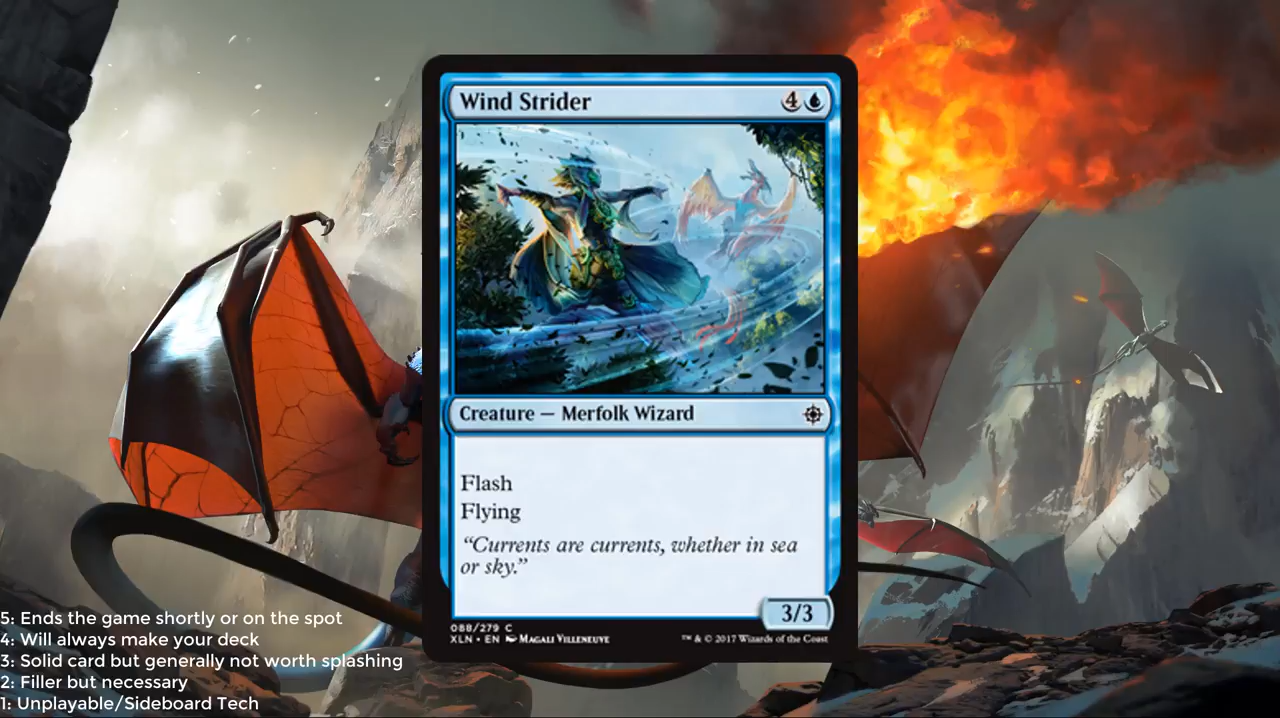 Wind Strider 4
Creature — Merfolk Wizard
Flash
Flying
“Currents are currents, whether in sea
or sky.”
3/3
088/279 C
XLN • EN Magali Villeneuve ™ & © 2017 Wizards of the Coast
5: Ends the game shortly or on the spot
4: Will always make your deck
3: Solid card but generally not worth splashing
2: Filler but necessary
1: Unplayable/Sideboard Tech